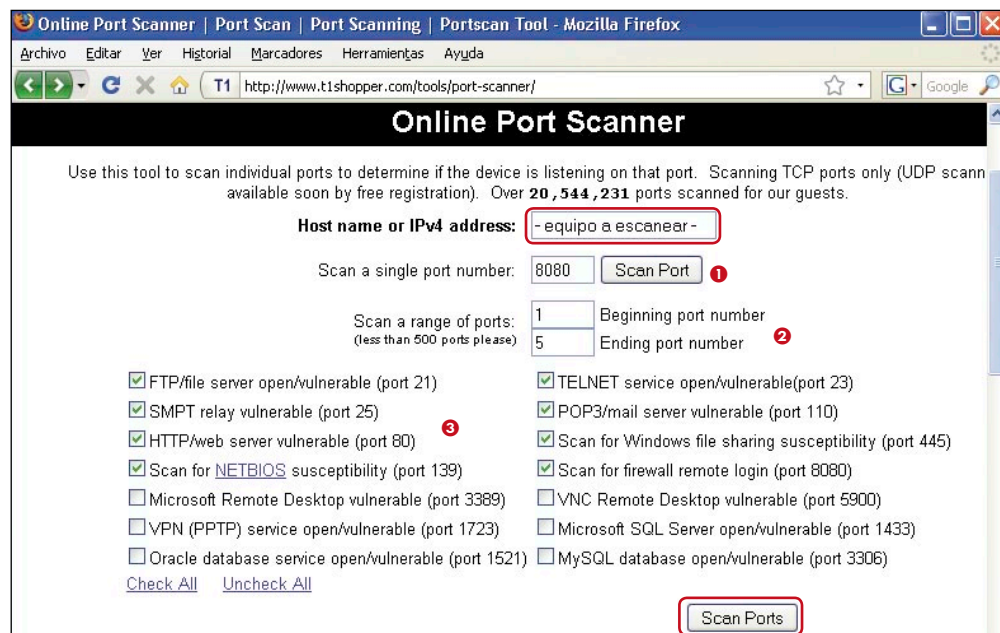 Online Port Scanner | Port Scan | Port Scanning | Portscan Tool - Mozilla Firefox
Archivo Editar Ver Historial Marcadores Herramientas Ayuda
T1 http://www.t1shopper.com/tools/port-scanner/ G Google
Online Port Scanner
Use this tool to scan individual ports to determine if the device is listening on that port. Scanning TCP ports only (UDP scann
available soon by free registration). Over 20,544,231 ports scanned for our guests.
Host name or IPv4 address: - equipo a escanear -
Scan a single port number: 8080 Scan Port 1
Scan a range of ports: 1 Beginning port number
(less than 500 ports please) 5 Ending port number 2
FTP/file server open/vulnerable (port 21) TELNET service open/vulnerable(port 23)
SMPT relay vulnerable (port 25) POP3/mail server vulnerable (port 110)
HTTP/web server vulnerable (port 80) 3 Scan for Windows file sharing susceptibility (port 445)
Scan for NETBIOS susceptibility (port 139) Scan for firewall remote login (port 8080)
Microsoft Remote Desktop vulnerable (port 3389) VNC Remote Desktop vulnerable (port 5900)
VPN (PPTP) service open/vulnerable (port 1723) Microsoft SQL Server open/vulnerable (port 1433)
Oracle database service open/vulnerable (port 1521) MySQL database open/vulnerable (port 3306)
Check All Uncheck All
Scan Ports